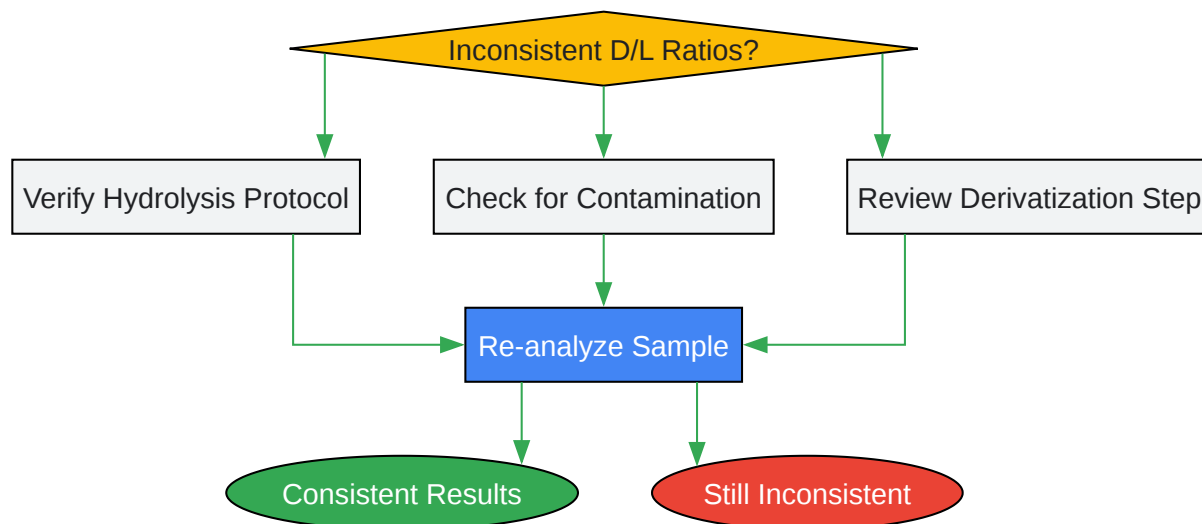 Inconsistent D/L Ratios?
Verify Hydrolysis Protocol
Check for Contamination
Review Derivatization Step
Re-analyze Sample
Consistent Results
Still Inconsistent